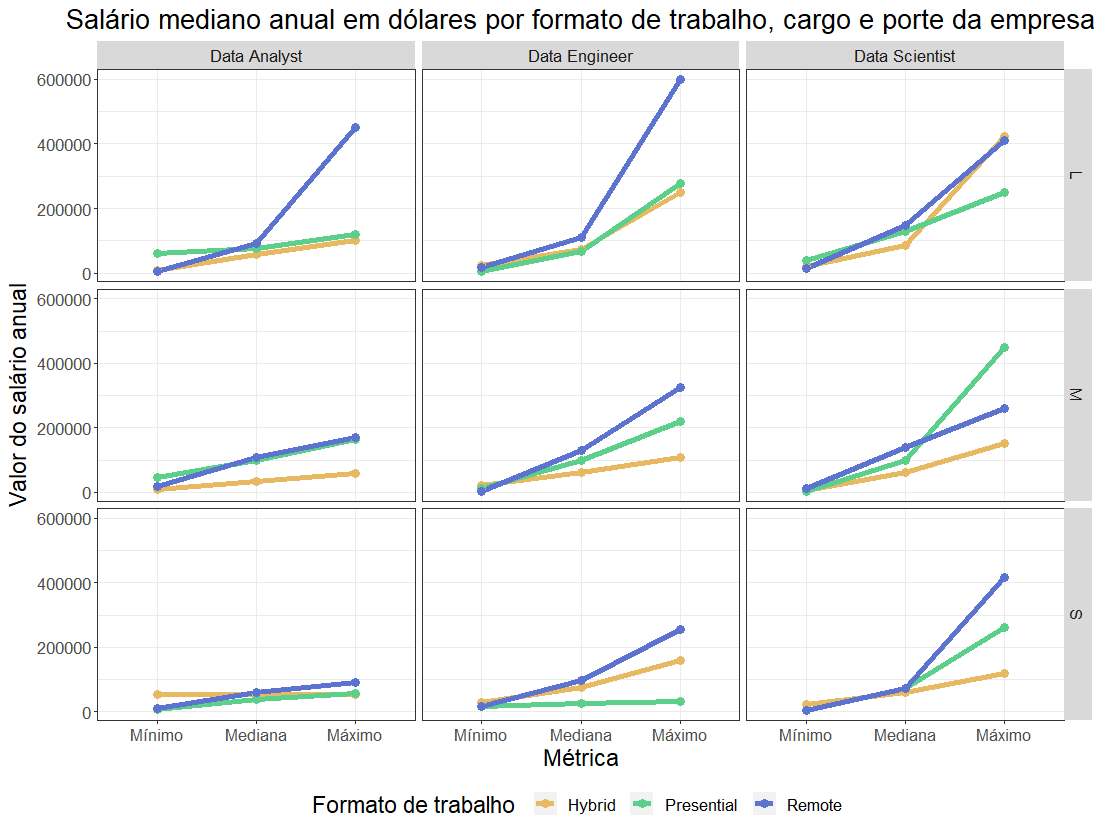 Salário mediano anual em dólares por formato de trabalho, cargo e porte da empresa
Data Analyst
Data Engineer
Data Scientist
Valor do salário anual
600000
400000
200000
0
L
600000
400000
200000
0
M
600000
400000
200000
0
S
Mínimo Mediana Máximo
Mínimo Mediana Máximo
Mínimo Mediana Máximo
Métrica
Formato de trabalho Hybrid Presential Remote